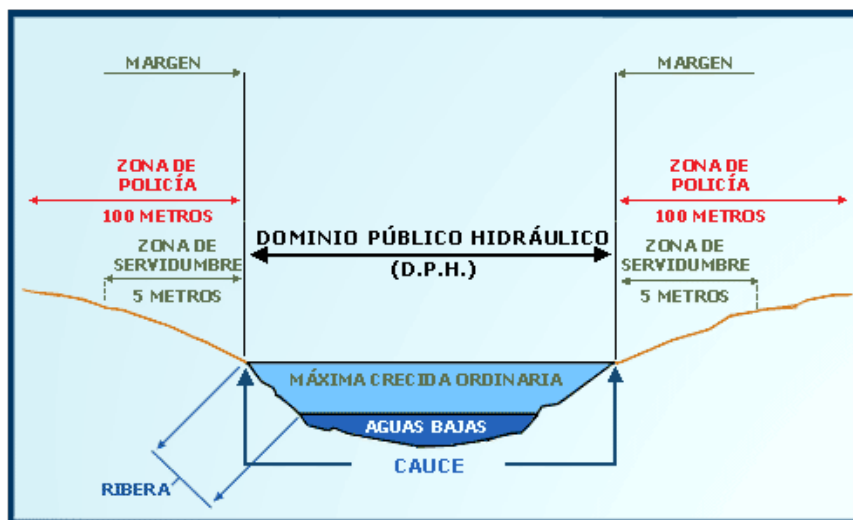 MARGEN
MARGEN
ZONA DE
POLICÍA
100 METROS
ZONA DE
POLICÍA
100 METROS
DOMINIO PÚBLICO HIDRÁULICO
(D.P.H.)
ZONA DE
SERVIDUMBRE
5 METROS
ZONA DE
SERVIDUMBRE
5 METROS
MÁXIMA CRECIDA ORDINARIA
AGUAS BAJAS
CAUCE
RIBERA